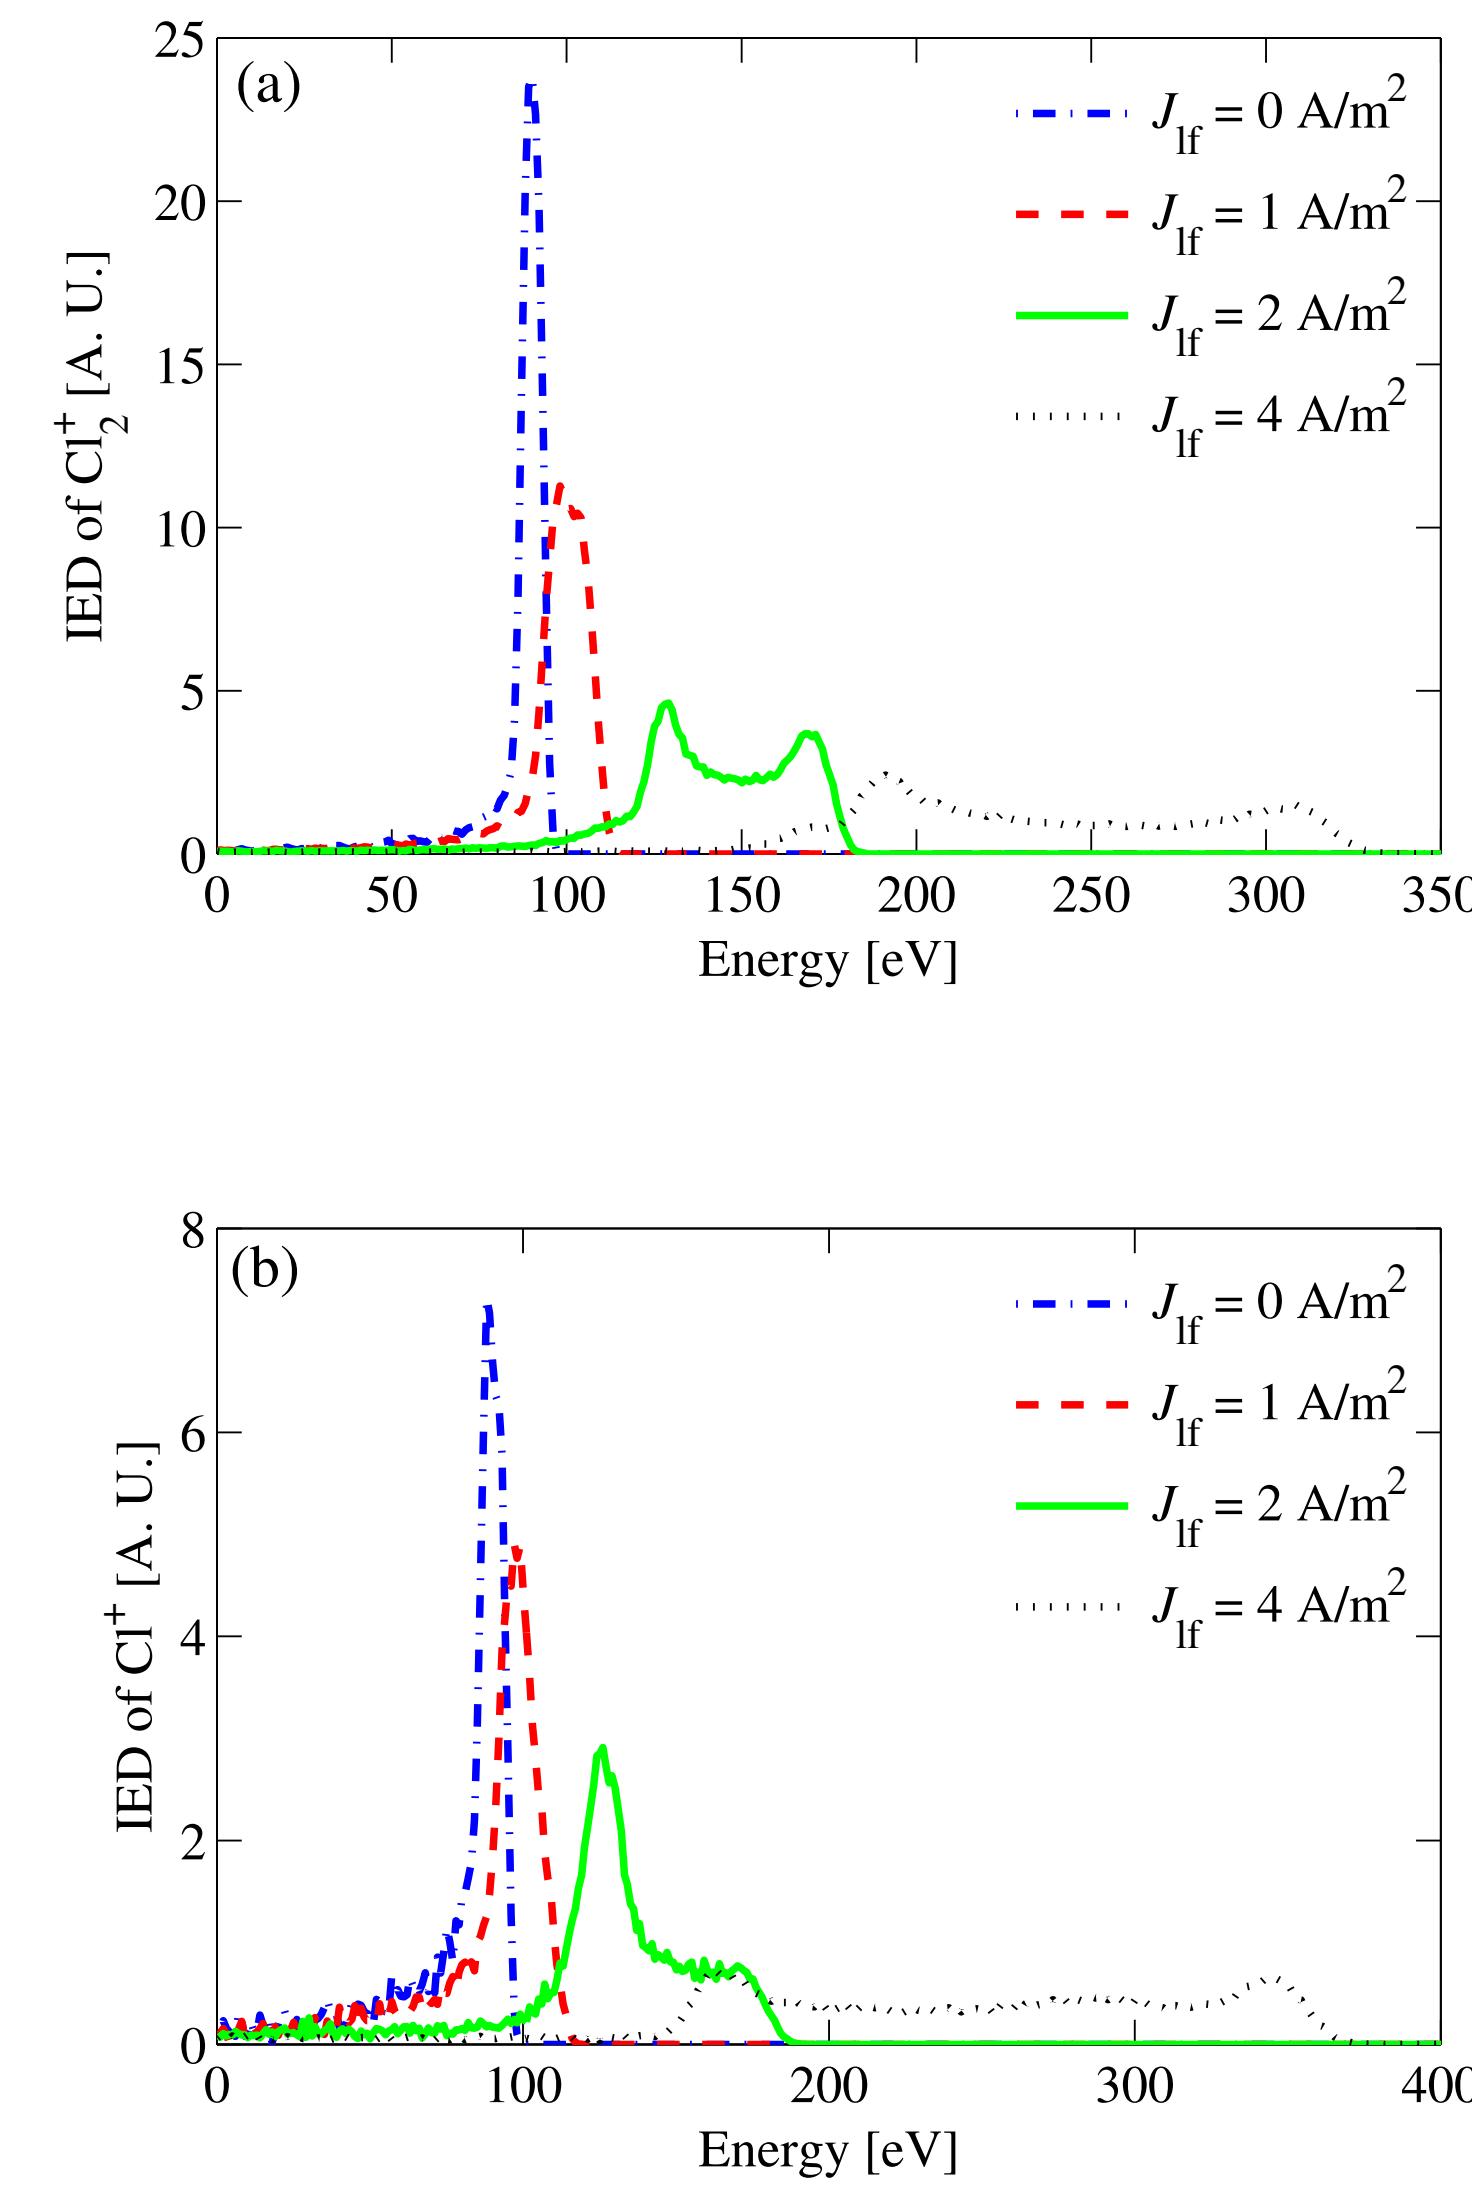 25
(a)
J_lf = 0 A/m^2
20
J_lf = 1 A/m^2
15
J_lf = 2 A/m^2
10
J_lf = 4 A/m^2
5
0
IED of Cl_2^+ [A. U.]
0 50 100 150 200 250 300 350
Energy [eV]
8
(b)
J_lf = 0 A/m^2
6
J_lf = 1 A/m^2
J_lf = 2 A/m^2
4
J_lf = 4 A/m^2
2
0
IED of Cl^+ [A. U.]
0 100 200 300 400
Energy [eV]